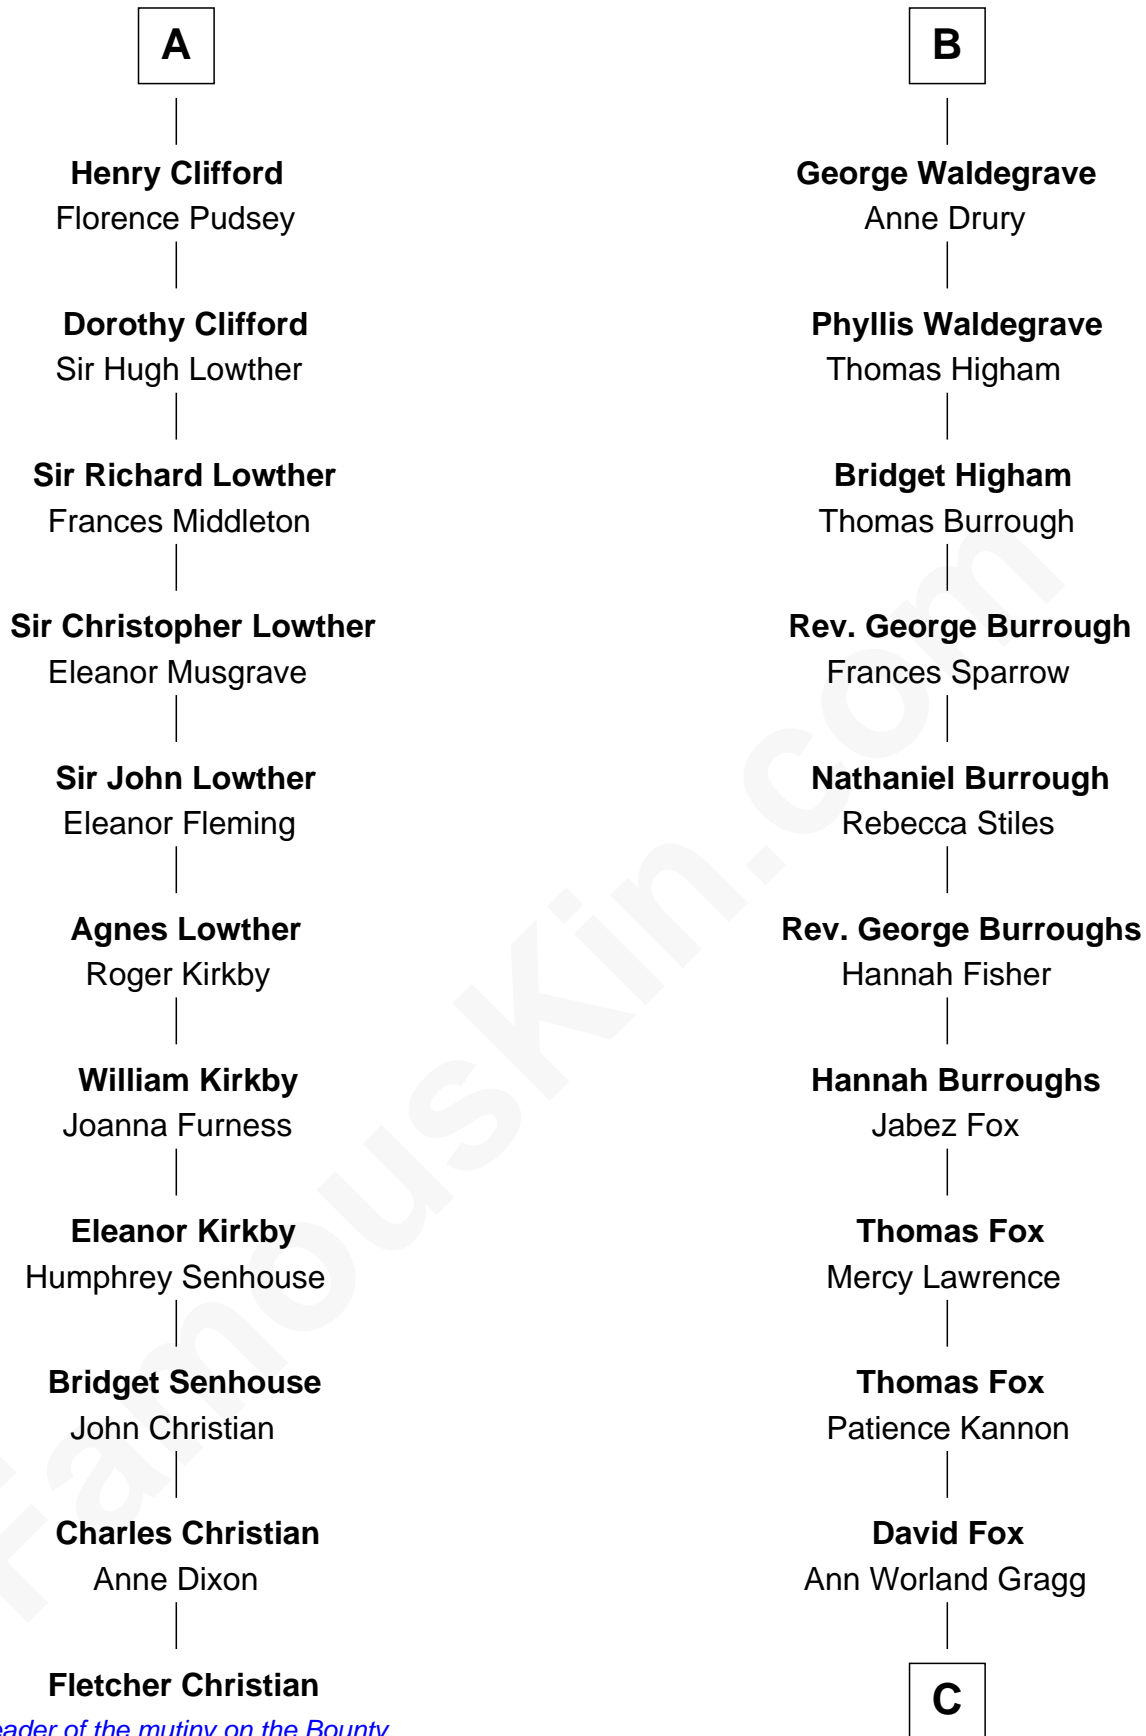 A
Henry Clifford
Florence Pudsey
Dorothy Clifford
Sir Hugh Lowther
Sir Richard Lowther
Frances Middleton
Sir Christopher Lowther
Eleanor Musgrave
Sir John Lowther
Eleanor Fleming
Agnes Lowther
Roger Kirkby
William Kirkby
Joanna Furness
Eleanor Kirkby
Humphrey Senhouse
Bridget Senhouse
John Christian
Charles Christian
Anne Dixon
Fletcher Christian
eader of the mutiny on the Bounty
B
George Waldegrave
Anne Drury
Phyllis Waldegrave
Thomas Higham
Bridget Higham
Thomas Burrough
Rev. George Burrough
Frances Sparrow
Nathaniel Burrough
Rebecca Stiles
Rev. George Burroughs
Hannah Fisher
Hannah Burroughs
Jabez Fox
Thomas Fox
Mercy Lawrence
Thomas Fox
Patience Kannon
David Fox
Ann Worland Gragg
C
FamousKin.com